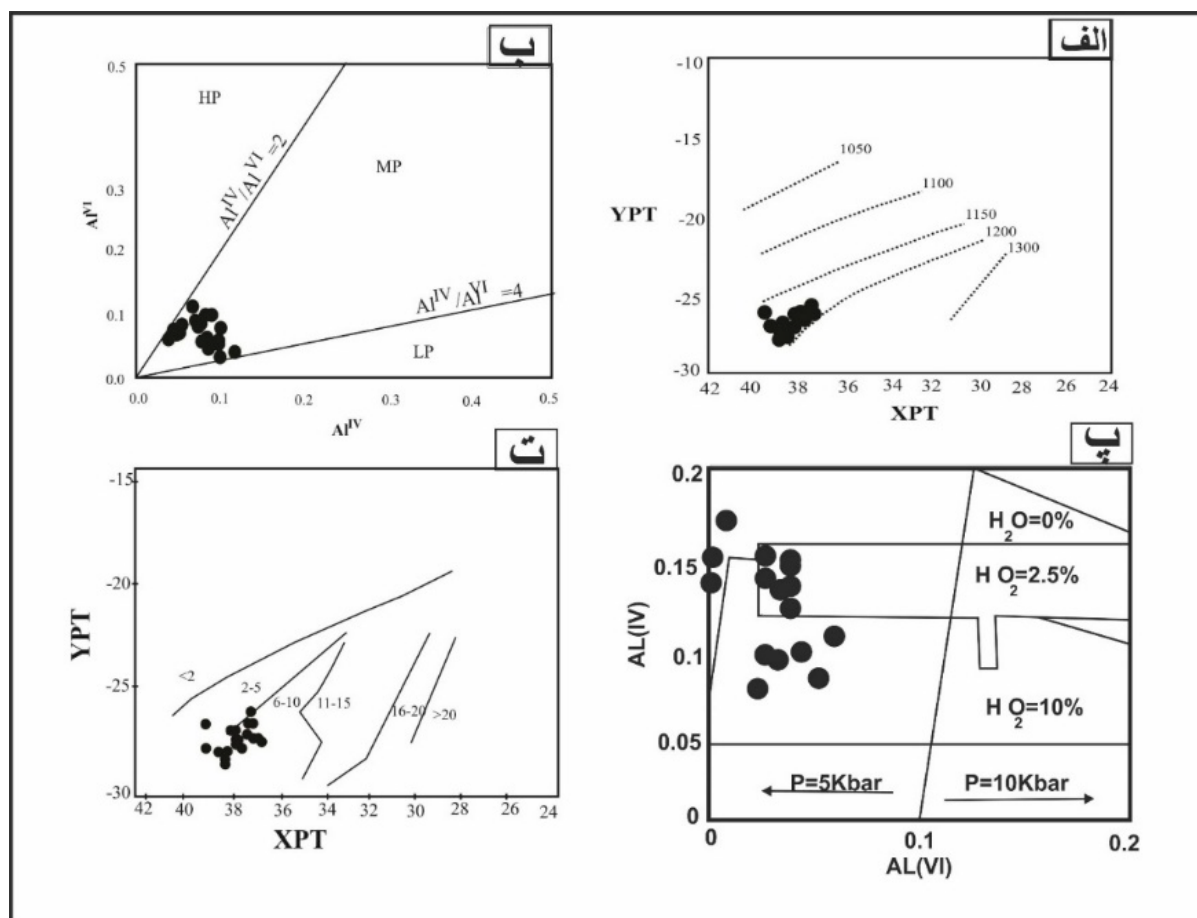 الف
-10
-15
-20
-25
-30
YPT
1050
1100
1150
1200
1300
42 40 38 36 34 32 30 28 26 24
XPT
ب
0.5
0.3
0.2
0.1
0.0
Al^VI
HP
MP
LP
Al^IV/Al^VI=2
Al^IV/Al^VI=4
0.0 0.1 0.3 0.4 0.5
Al^IV
پ
0.2
0.15
0.1
0.05
0
AL(IV)
H2O=0%
H O2=2.5%
H2O=10%
P=5Kbar P=10Kbar
0 0.1 0.2
AL(VI)
ت
-15
-20
-25
-30
YPT
<2
2-5
6-10
11-15
16-20
>20
42 40 38 36 34 32 30 28 26 24
XPT